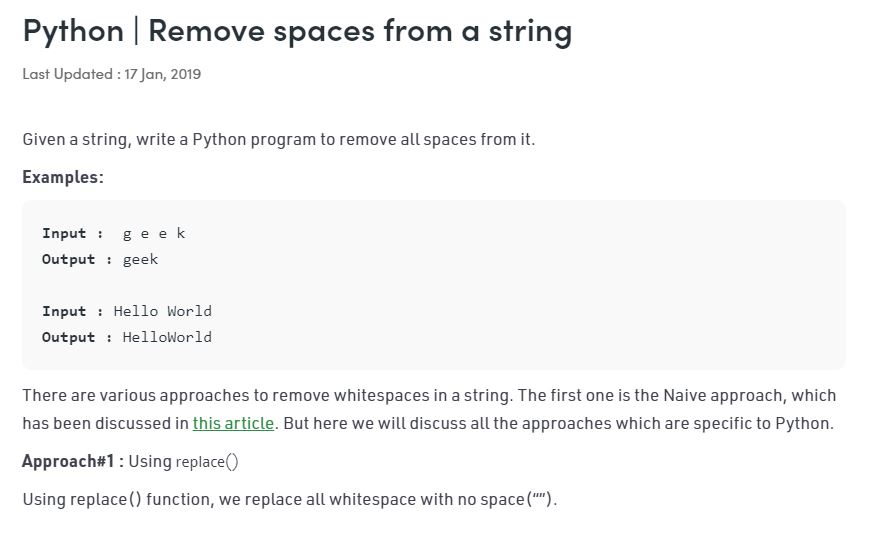 Python | Remove spaces from a string
Last Updated : 17 Jan, 2019
Given a string, write a Python program to remove all spaces from it.
Examples:
Input :  g e e k
Output : geek
Input : Hello World
Output : HelloWorld
There are various approaches to remove whitespaces in a string. The first one is the Naive approach, which
has been discussed in this article. But here we will discuss all the approaches which are specific to Python.
Approach#1 : Using replace()
Using replace() function, we replace all whitespace with no space(“”).